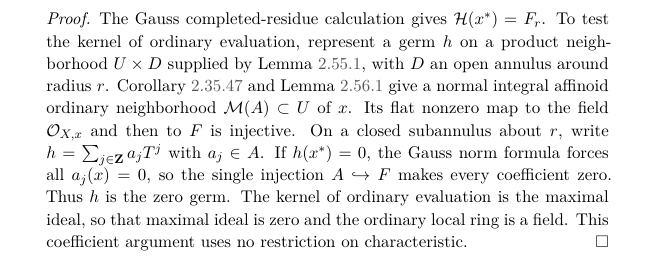 Proof. The Gauss completed-residue calculation gives ℋ(x*) = F_r. To test
the kernel of ordinary evaluation, represent a germ h on a product neigh-
borhood U × D supplied by Lemma 2.55.1, with D an open annulus around
radius r. Corollary 2.35.47 and Lemma 2.56.1 give a normal integral affinoid
ordinary neighborhood ℳ(A) ⊂ U of x. Its flat nonzero map to the field
𝒪_{X,x} and then to F is injective. On a closed subannulus about r, write
h = ∑_{j∈Z} a_j T^j with a_j ∈ A. If h(x*) = 0, the Gauss norm formula forces
all a_j(x) = 0, so the single injection A ↪ F makes every coefficient zero.
Thus h is the zero germ. The kernel of ordinary evaluation is the maximal
ideal, so that maximal ideal is zero and the ordinary local ring is a field. This
coefficient argument uses no restriction on characteristic. □